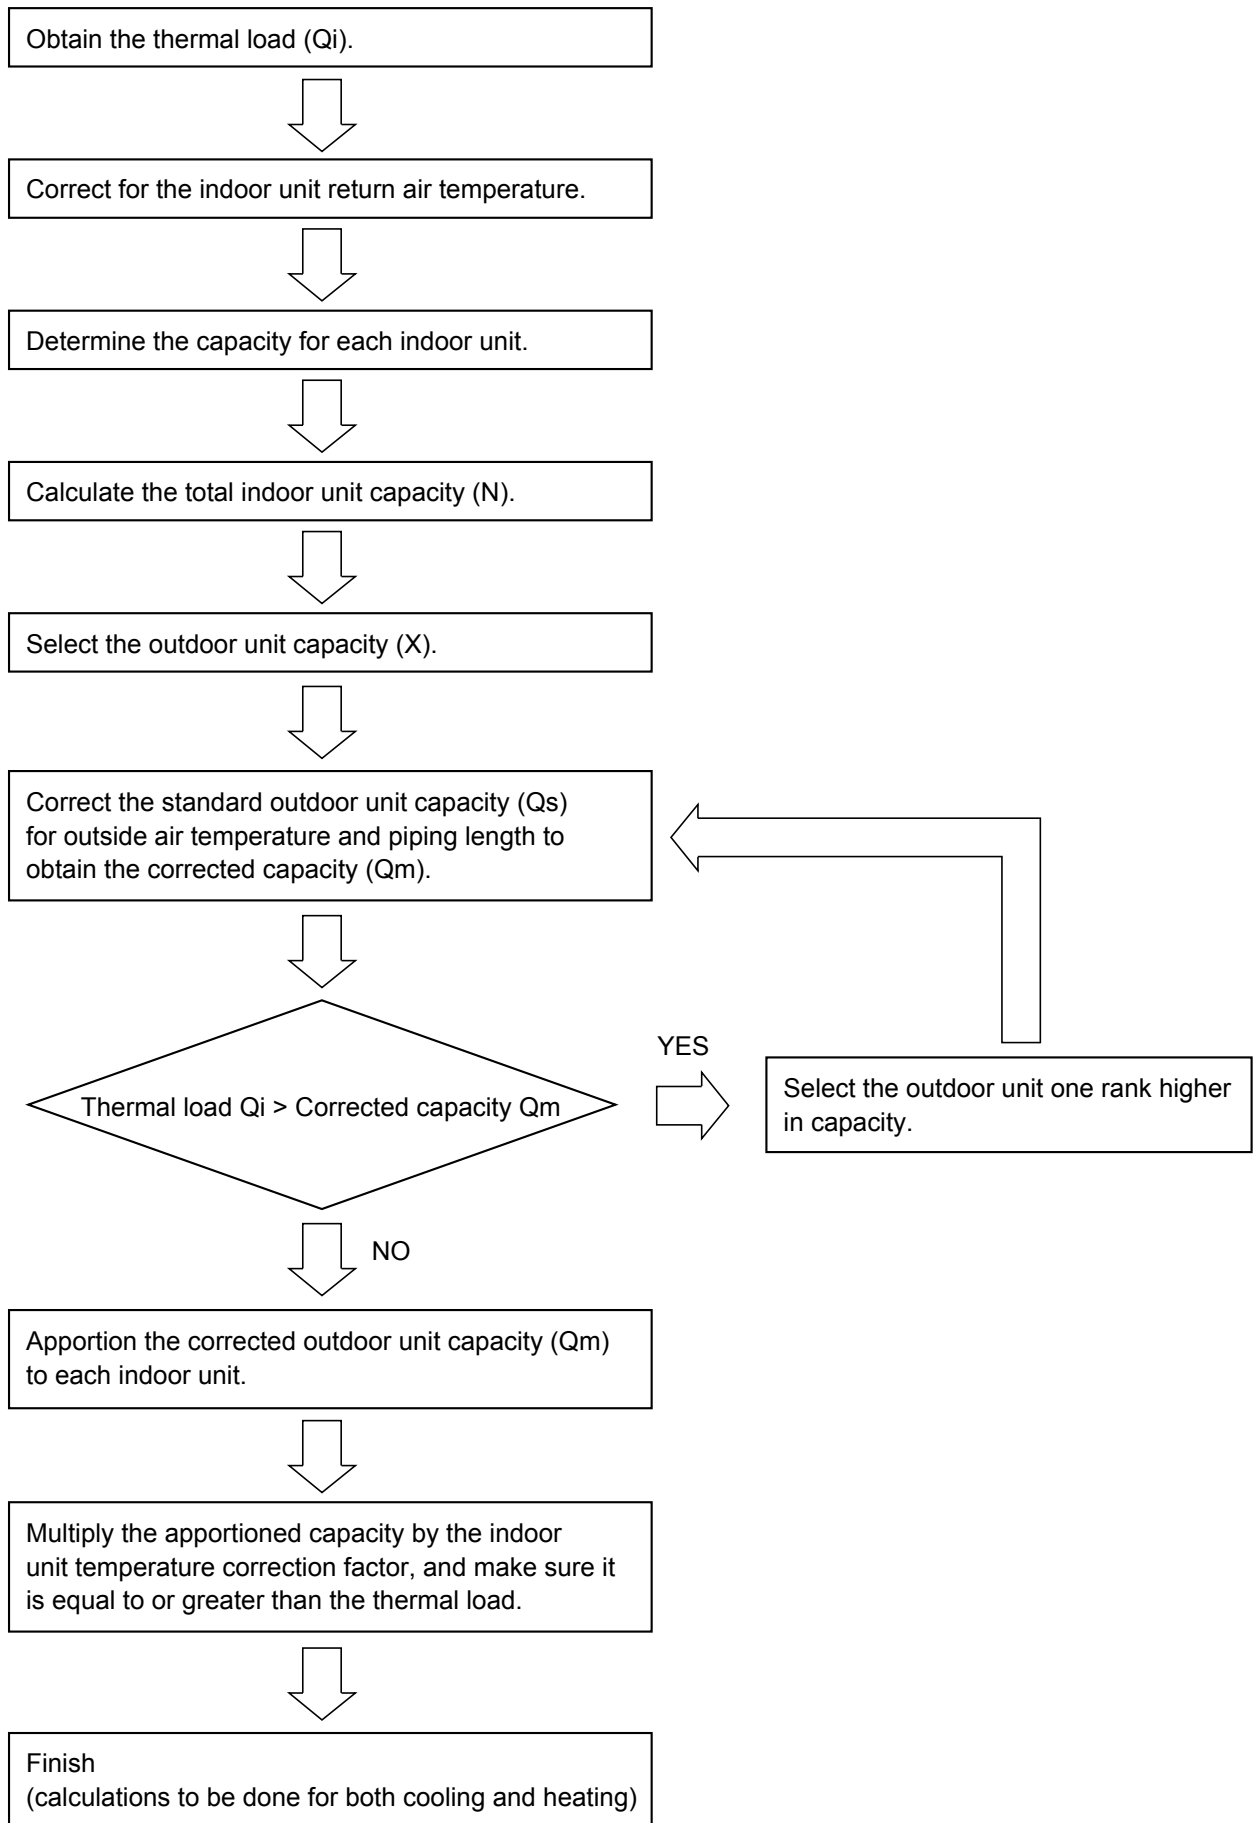 Obtain the thermal load (Qi).
Correct for the indoor unit return air temperature.
Determine the capacity for each indoor unit.
Calculate the total indoor unit capacity (N).
Select the outdoor unit capacity (X).
Correct the standard outdoor unit capacity (Qs)
for outside air temperature and piping length to
obtain the corrected capacity (Qm).
Thermal load Qi > Corrected capacity Qm
YES
Select the outdoor unit one rank higher
in capacity.
NO
Apportion the corrected outdoor unit capacity (Qm)
to each indoor unit.
Multiply the apportioned capacity by the indoor
unit temperature correction factor, and make sure it
is equal to or greater than the thermal load.
Finish
(calculations to be done for both cooling and heating)